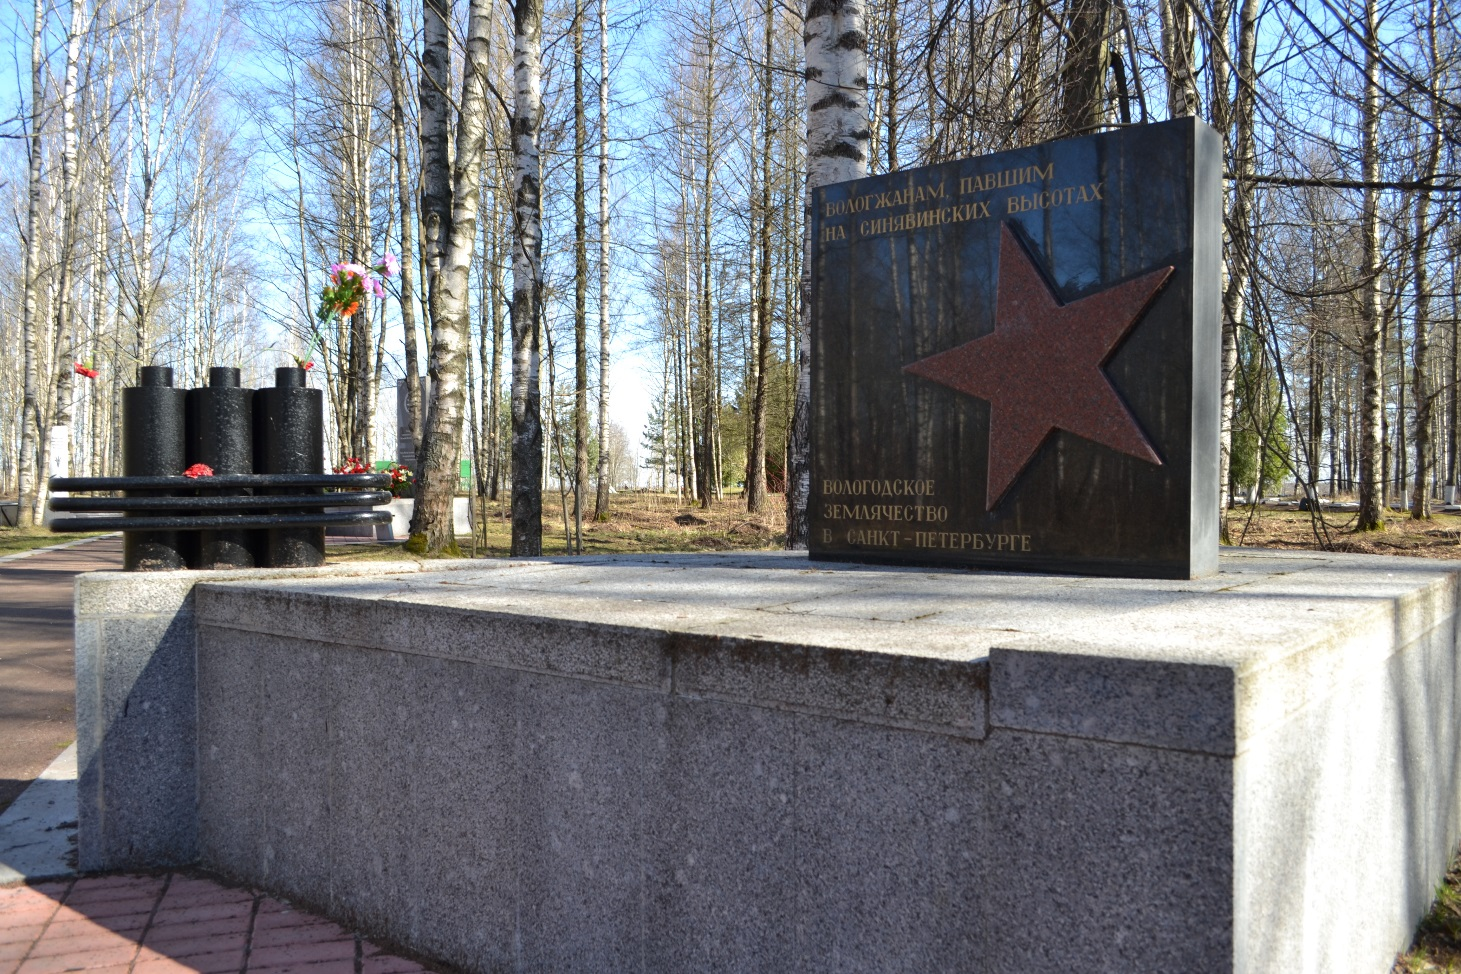 ВОЛОГЖАНАМ, ПАВШИМ
НА СИНЯВИНСКИХ ВЫСОТАХ
ВОЛОГОДСКОЕ
ЗЕМЛЯЧЕСТВО
В САНКТ-ПЕТЕРБУРГЕ